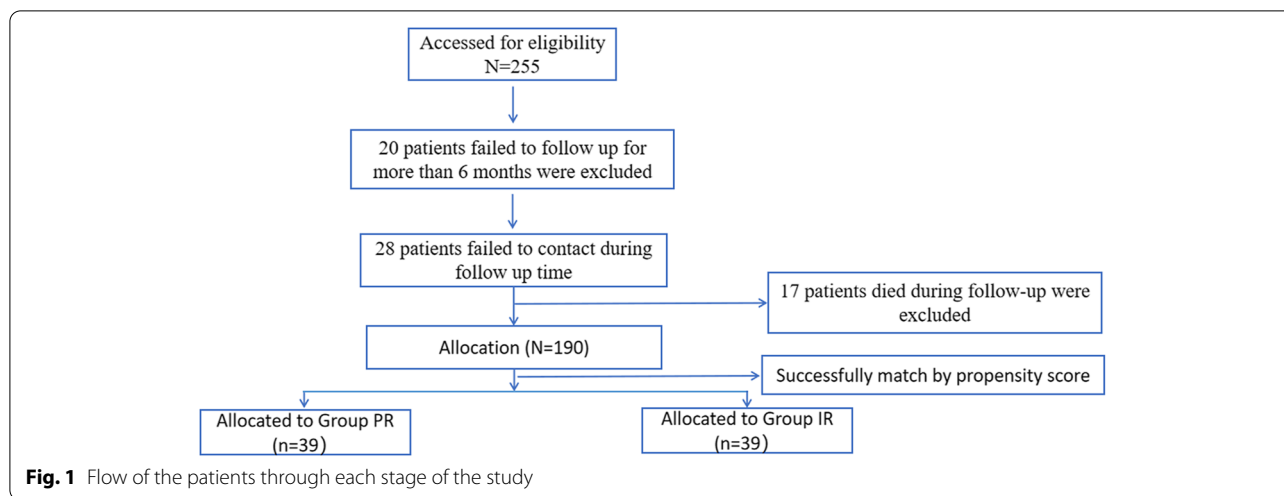 Accessed for eligibility
N=255
20 patients failed to follow up for
more than 6 months were excluded
28 patients failed to contact during
follow up time
17 patients died during follow-up were
excluded
Allocation (N=190)
Successfully match by propensity score
Allocated to Group PR
(n=39)
Allocated to Group IR
(n=39)
Fig. 1 Flow of the patients through each stage of the study